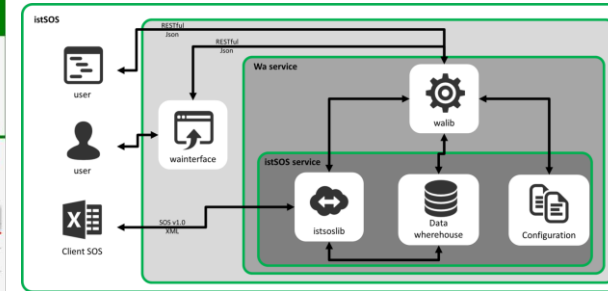 istSOS
RESTful
Json
RESTful
Json
Wa service
user
walib
user
wainterface
istSOS service
SOS v1.0
XML
Client SOS
istsoslib
Data
wherehouse
Configuration